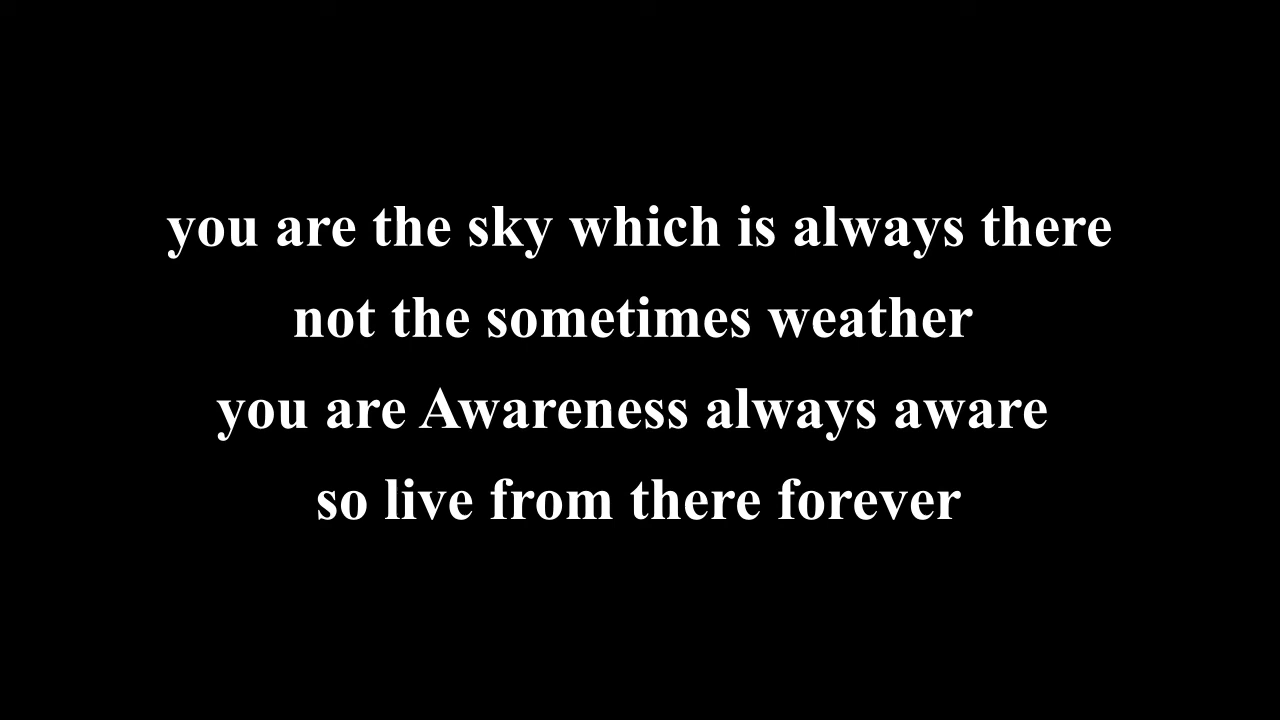 you are the sky which is always there
not the sometimes weather
you are Awareness always aware
so live from there forever